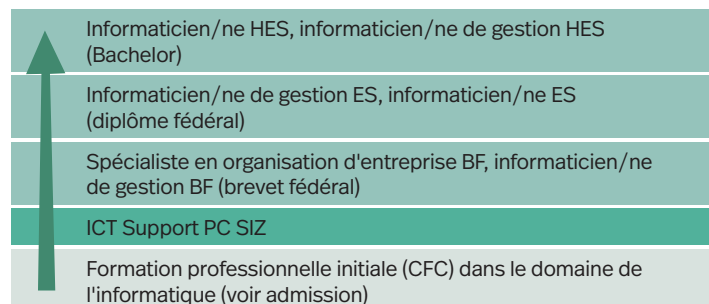 Informaticien/ne HES, informaticien/ne de gestion HES
(Bachelor)
Informaticien/ne de gestion ES, informaticien/ne ES
(diplôme fédéral)
Spécialiste en organisation d'entreprise BF, informaticien/ne
de gestion BF (brevet fédéral)
ICT Support PC SIZ
Formation professionnelle initiale (CFC) dans le domaine de
l'informatique (voir admission)